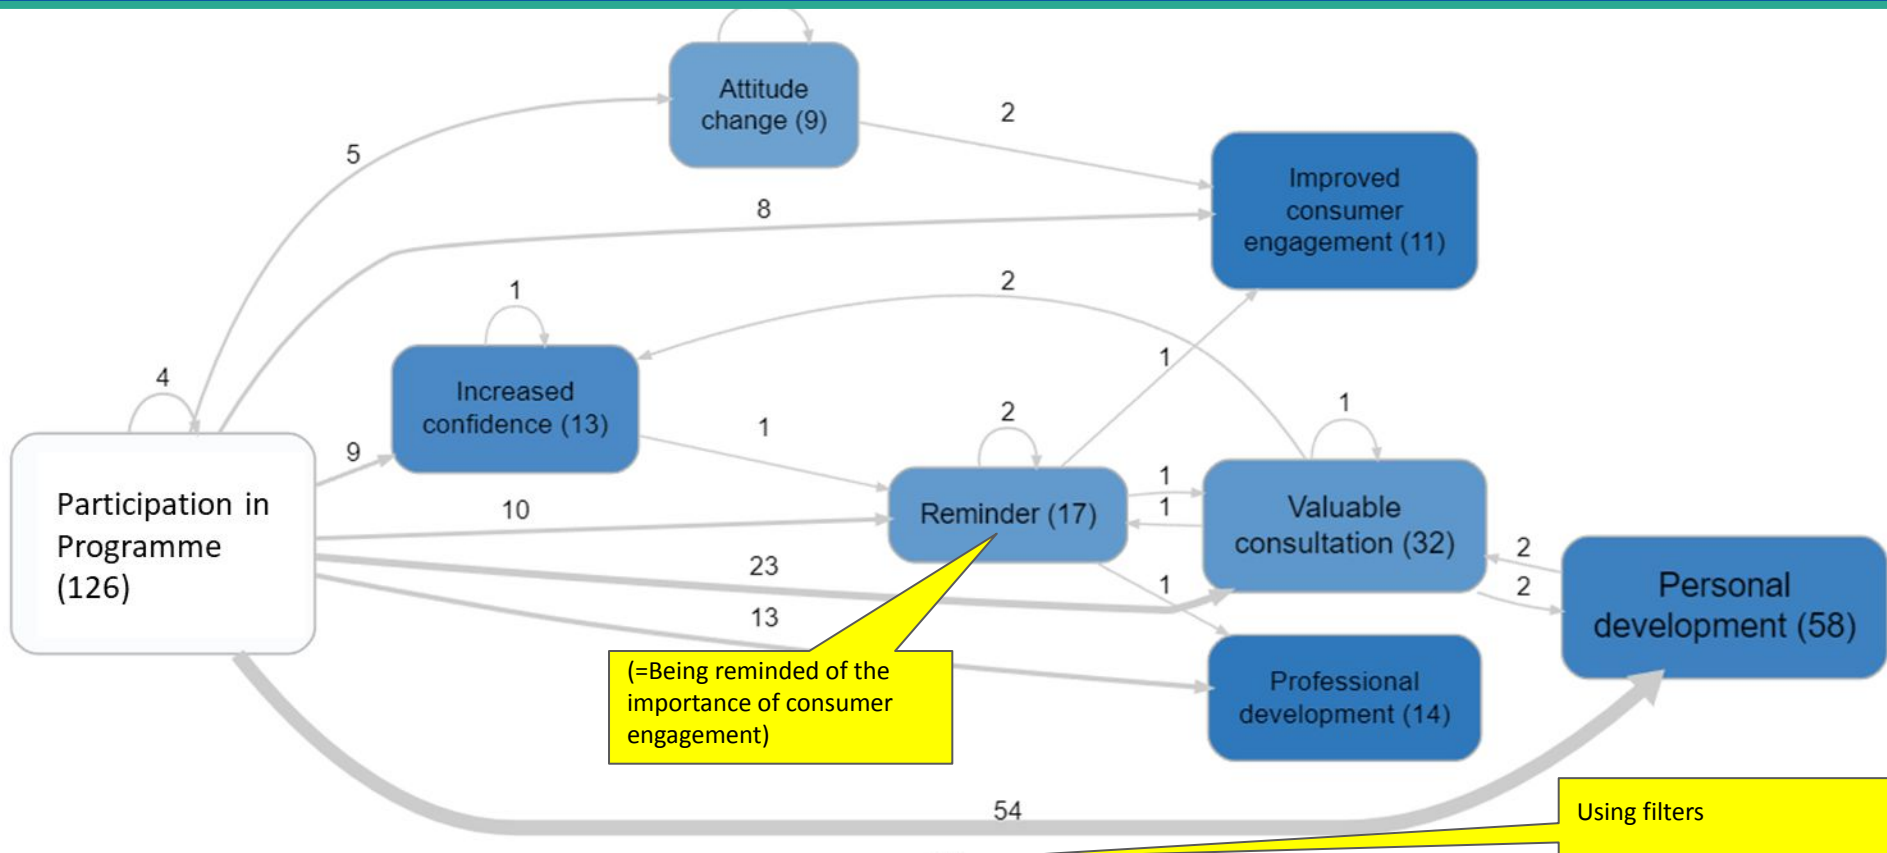 Attitude
change (9)
2
5
Improved
consumer
engagement (11)
8
1
2
Increased
confidence (13)
4
1
9
1
2
1
Participation in
Programme
(126)
10
Reminder (17)
1
1
Valuable
consultation (32)
23
1
2
2
Personal
development (58)
13
(=Being reminded of the
importance of consumer
engagement)
Professional
development (14)
54
Using filters